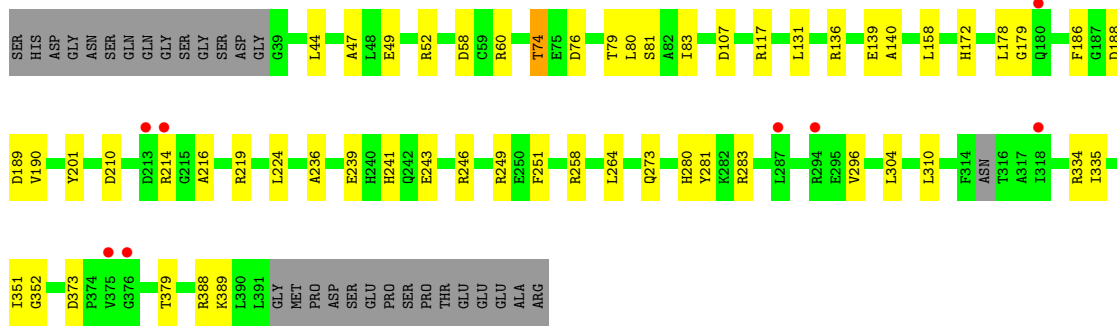 SER HIS ASP GLY ASN SER GLN GLN GLY SER GLY SER ASP GLY G39 L44 A47 L48 E49 R52 D58 C59 R60 T74 E75 D76 T79 L80 S81 A82 I83 D107 R117 L131 R136 E139 A140 L158 H172 L178 G179 Q180 F186 G187 D188
D189 V190 Y201 D210 D213 R214 G215 A216 R219 L224 A236 E239 H240 H241 Q242 E243 R246 R249 E250 F251 R258 L264 Q273 H280 Y281 K282 R283 L287 R294 E295 V296 L304 L310 F314 ASN T316 A317 I318 R334 I335
I351 G352 D373 P374 V375 G376 T379 R388 K389 L390 L391 GLY MET PRO ASP SER GLU PRO SER PRO THR GLU GLU GLU ALA ARG